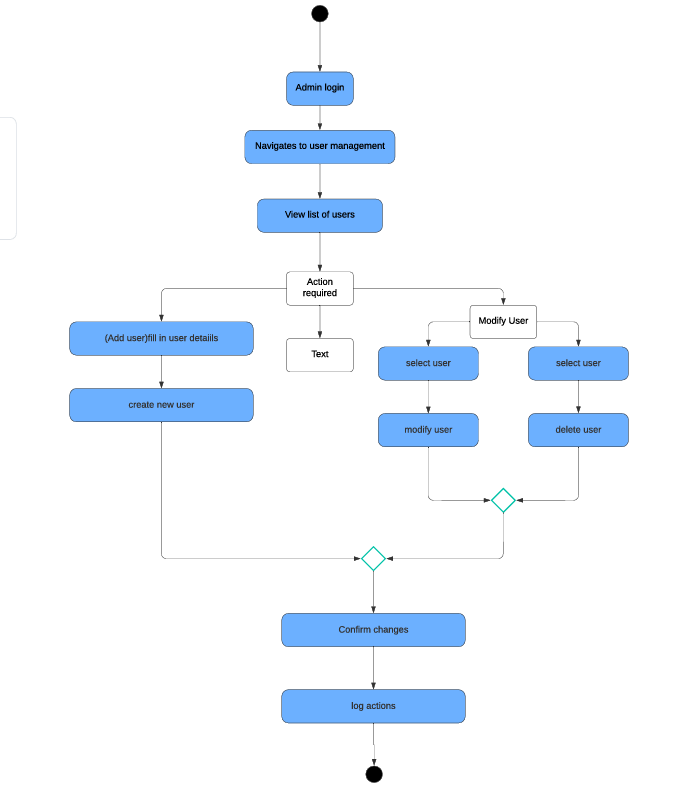 Admin login
Navigates to user management
View list of users
Action
required
Modify User
(Add user)fill in user detaiils
Text
select user
select user
create new user
modify user
delete user
Confirm changes
log actions